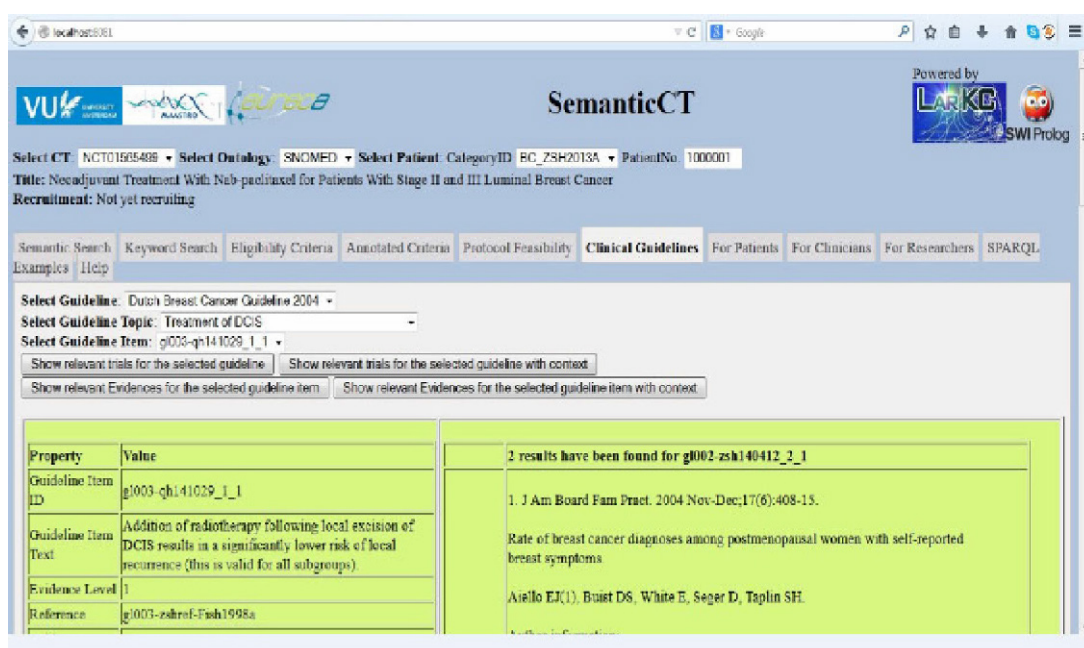 localhost:8081
Google
VU UNIVERSITY AMSTERDAM
MAASTRO
eureca
SemanticCT
Powered by
LARKC
SWI Prolog
Select CT: NCT01565499 Select Ontology: SNOMED Select Patient: CategoryID BC_ZSH2013A PatientNo. 1000001
Title: Neoadjuvant Treatment With Nab-paclitaxel for Patients With Stage II and III Luminal Breast Cancer
Recruitment: Not yet recruiting
Semantic Search Keyword Search Eligibility Criteria Annotated Criteria Protocol Feasibility Clinical Guidelines For Patients For Clinicians For Researchers SPARQL
Examples Help
Select Guideline: Dutch Breast Cancer Guideline 2004
Select Guideline Topic: Treatment of DCIS
Select Guideline Item: gl003-qh141029_1_1
Show relevant trials for the selected guideline Show relevant trials for the selected guideline with context
Show relevant Evidences for the selected guideline item Show relevant Evidences for the selected guideline item with context
Property Value
Guideline Item ID
gl003-qh141029_1_1
Guideline Item Text
Addition of radiotherapy following local excision of
DCIS results in a significantly lower risk of local
recurrence (this is valid for all subgroups).
Evidence Level 1
Reference gl003-zshref-Fish1998a
2 results have been found for gl002-zsh140412_2_1
1. J Am Board Fam Pract. 2004 Nov-Dec;17(6):408-15.
Rate of breast cancer diagnoses among postmenopausal women with self-reported
breast symptoms
Aiello EJ(1), Buist DS, White E, Seger D, Taplin SH.